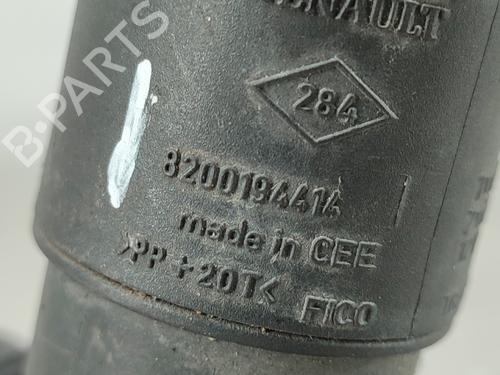 RENAULT
284
8200194414
made in CEE
>PP+20T< FICO
B-PARTS